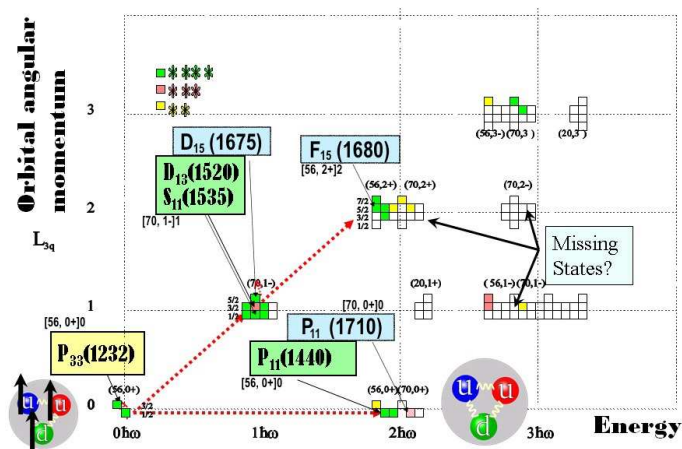 Orbital angular
momentum
L3q
3
2
1
0
****
***
**
D15 (1675)
D13(1520)
S11(1535)
[70, 1-]1
F15 (1680)
[56, 2+]2
(56,2+)
(70,2+)
7/2
5/2
3/2
1/2
(56,3-)(70,3
(20,3
(70,2-)
Missing
States?
(70,1-)
5/2
3/2
1/2
(20,1+)
(56,1-)(70,1-)
[70, 0+]0
P11 (1710)
[56, 0+]0
P33(1232)
P11(1440)
[56, 0+]0
(56,0+)
3/2
1/2
(56,0+)(70,0+)
u
u
d
u
u
d
0ħω
1ħω
2ħω
3ħω
Energy